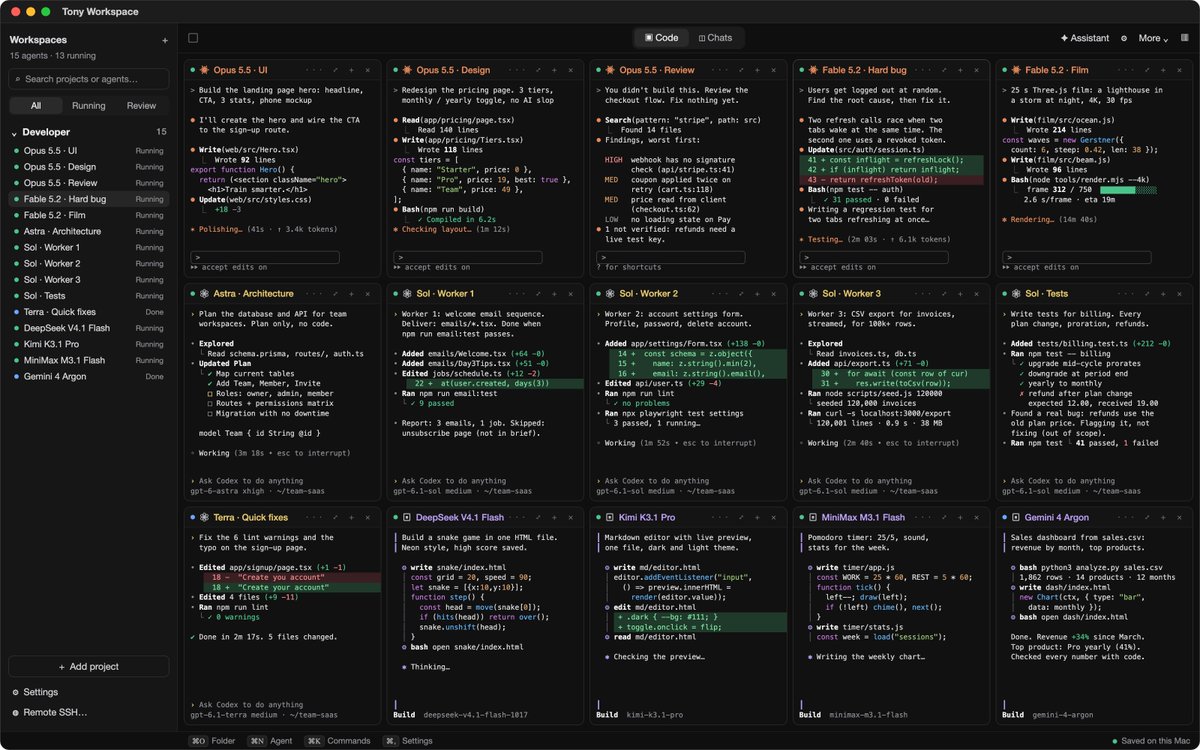 Tony Workspace
Workspaces
+
15 agents · 13 running
Search projects or agents…
All Running Review
Developer 15
Opus 5.5 · UI Running
Opus 5.5 · Design Running
Opus 5.5 · Review Running
Fable 5.2 · Hard bug Running
Fable 5.2 · Film Running
Astra · Architecture Running
Sol · Worker 1 Running
Sol · Worker 2 Running
Sol · Worker 3 Running
Sol · Tests Running
Terra · Quick fixes Done
DeepSeek V4.1 Flash Running
Kimi K3.1 Pro Running
MiniMax M3.1 Flash Running
Gemini 4 Argon Done
+ Add project
Settings
Remote SSH…
Code Chats
Assistant More
Opus 5.5 · UI
> Build the landing page hero: headline,
CTA, 3 stats, phone mockup
I'll create the hero and wire the CTA
to the sign-up route.
Write(web/src/Hero.tsx)
Wrote 92 lines
export function Hero() {
return (<section className="hero">
<h1>Train smarter.</h1>
Update(web/src/styles.css)
+18 −3
Polishing… (41s · ↑ 3.4k tokens)
>
▸▸ accept edits on
Opus 5.5 · Design
> Redesign the pricing page. 3 tiers,
monthly / yearly toggle, no AI slop
Read(app/pricing/page.tsx)
Read 140 lines
Write(app/pricing/Tiers.tsx)
Wrote 118 lines
const tiers = [
{ name: "Starter", price: 0 },
{ name: "Pro", price: 19, best: true },
{ name: "Team", price: 49 },
];
Bash(npm run build)
✓ Compiled in 6.2s
Checking layout… (1m 12s)
>
▸▸ accept edits on
Opus 5.5 · Review
> You didn't build this. Review the
checkout flow. Fix nothing yet.
Search(pattern: "stripe", path: src)
Found 14 files
Findings, worst first:
HIGH webhook has no signature
check (api/stripe.ts:41)
MED coupon applied twice on
retry (cart.ts:118)
MED price read from client
(checkout.ts:62)
LOW no loading state on Pay
1 not verified: refunds need a
live test key.
>
? for shortcuts
Fable 5.2 · Hard bug
> Users get logged out at random.
Find the root cause, then fix it.
Two refresh calls race when two
tabs wake at the same time. The
second one uses a revoked token.
Update(src/auth/session.ts)
41 + const inflight = refreshLock();
42 + if (inflight) return inflight;
43 − return refreshToken(old);
Bash(npm test -- auth)
✓ 31 passed · 0 failed
Writing a regression test for
two tabs refreshing at once…
Testing… (2m 03s · ↑ 6.1k tokens)
>
▸▸ accept edits on
Fable 5.2 · Film
> 25 s Three.js film: a lighthouse in
a storm at night, 4K, 30 fps
Write(film/src/ocean.js)
Wrote 214 lines
const waves = new Gerstner({
count: 6, steep: 0.42, len: 38 });
Write(film/src/beam.js)
Wrote 96 lines
Bash(node tools/render.mjs --4k)
frame 312 / 750
2.6 s/frame · eta 19m
Rendering… (14m 40s)
>
▸▸ accept edits on
Astra · Architecture
› Plan the database and API for team
workspaces. Plan only, no code.
• Explored
└ Read schema.prisma, routes/, auth.ts
• Updated Plan
└ ✓ Map current tables
✓ Add Team, Member, Invite
□ Roles: owner, admin, member
□ Routes + permissions matrix
□ Migration with no downtime
model Team { id String @id }
◦ Working (3m 18s • esc to interrupt)
› Ask Codex to do anything
gpt-6-astra xhigh · ~/team-saas
Sol · Worker 1
› Worker 1: welcome email sequence.
Deliver: emails/*.tsx. Done when
npm run email:test passes.
• Added emails/Welcome.tsx (+64 −0)
• Added emails/Day3Tips.tsx (+51 −0)
• Edited jobs/schedule.ts (+12 −2)
22 + at(user.created, days(3))
• Ran npm run email:test
└ ✓ 9 passed
Report: 3 emails, 1 job. Skipped:
unsubscribe page (not in brief).
› Ask Codex to do anything
gpt-6.1-sol medium · ~/team-saas
Sol · Worker 2
› Worker 2: account settings form.
Profile, password, delete account.
• Added app/settings/Form.tsx (+138 −0)
14 + const schema = z.object({
15 + name: z.string().min(2),
16 + email: z.string().email(),
• Edited api/user.ts (+29 −4)
• Ran npm run lint
└ ✓ no problems
• Ran npx playwright test settings
└ 3 passed, 1 running…
◦ Working (1m 52s • esc to interrupt)
› Ask Codex to do anything
gpt-6.1-sol medium · ~/team-saas
Sol · Worker 3
› Worker 3: CSV export for invoices,
streamed, for 100k+ rows.
• Explored
└ Read invoices.ts, db.ts
• Added api/export.ts (+71 −0)
30 + for await (const row of cur)
31 + res.write(toCsv(row));
• Ran node scripts/seed.js 120000
└ seeded 120,000 invoices
• Ran curl -s localhost:3000/export
└ 120,001 lines · 0.9 s · 38 MB
◦ Working (2m 40s • esc to interrupt)
› Ask Codex to do anything
gpt-6.1-sol medium · ~/team-saas
Sol · Tests
› Write tests for billing. Every
plan change, proration, refunds.
• Added tests/billing.test.ts (+212 −0)
• Ran npm test -- billing
└ ✓ upgrade mid-cycle prorates
✓ downgrade at period end
✓ yearly to monthly
✗ refund after plan change
expected 12.00, received 19.00
• Found a real bug: refunds use the
old plan price. Flagging it, not
fixing (out of scope).
• Ran npm test └ 41 passed, 1 failed
› Ask Codex to do anything
gpt-6.1-sol medium · ~/team-saas
Terra · Quick fixes
› Fix the 6 lint warnings and the
typo on the sign-up page.
• Edited app/signup/page.tsx (+1 −1)
18 − "Create you account"
18 + "Create your account"
• Edited 4 files (+9 −11)
• Ran npm run lint
└ ✓ 0 warnings
✓ Done in 2m 17s. 5 files changed.
› Ask Codex to do anything
gpt-6.1-terra medium · ~/team-saas
DeepSeek V4.1 Flash
Build a snake game in one HTML file.
Neon style, high score saved.
write snake/index.html
const grid = 20, speed = 90;
let snake = [{x:10,y:10}];
function step() {
const head = move(snake[0]);
if (hits(head)) return over();
snake.unshift(head);
}
bash open snake/index.html
Thinking…
Build deepseek-v4.1-flash-1017
Kimi K3.1 Pro
Markdown editor with live preview,
one file, dark and light theme.
write md/editor.html
editor.addEventListener("input",
() => preview.innerHTML =
render(editor.value));
edit md/editor.html
+ .dark { --bg: #111; }
+ toggle.onclick = flip;
read md/editor.html
Checking the preview…
Build kimi-k3.1-pro
MiniMax M3.1 Flash
Pomodoro timer: 25/5, sound,
stats for the week.
write timer/app.js
const WORK = 25 * 60, REST = 5 * 60;
function tick() {
left--; draw(left);
if (!left) chime(), next();
}
write timer/stats.js
const week = load("sessions");
Writing the weekly chart…
Build minimax-m3.1-flash
Gemini 4 Argon
Sales dashboard from sales.csv:
revenue by month, top products.
bash python3 analyze.py sales.csv
1,862 rows · 14 products · 12 months
write dash/index.html
new Chart(ctx, { type: "bar",
data: monthly });
bash open dash/index.html
Done. Revenue +34% since March.
Top product: Pro yearly (41%).
Checked every number with code.
Build gemini-4-argon
⌘O Folder ⌘N Agent ⌘K Commands ⌘, Settings
Saved on this Mac